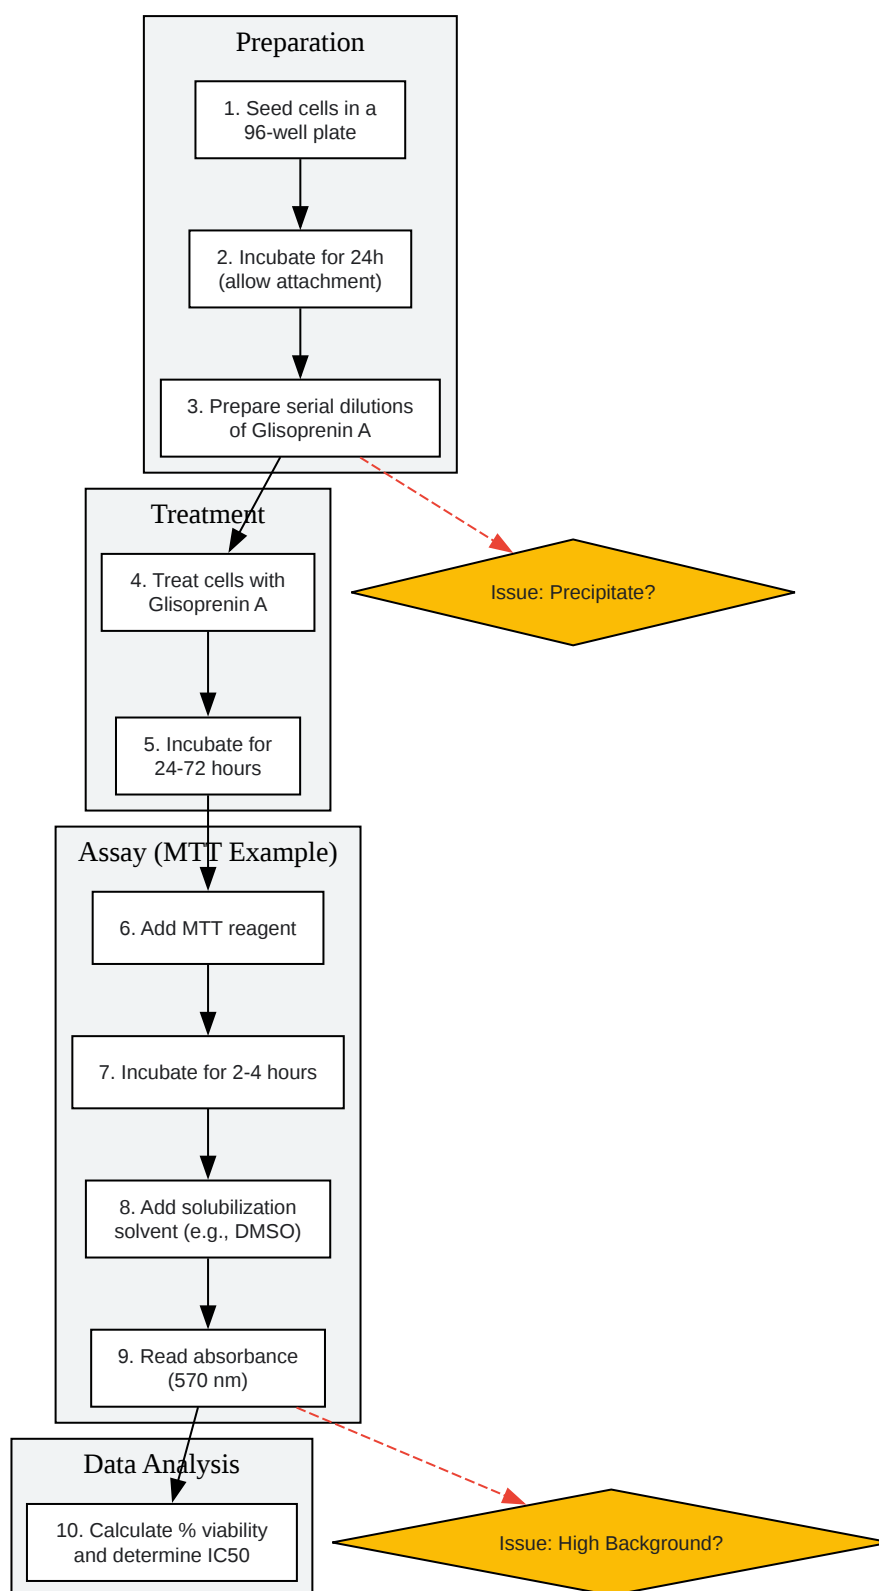 Preparation
1. Seed cells in a
96-well plate
2. Incubate for 24h
(allow attachment)
3. Prepare serial dilutions
of Glisoprenin A
Treatment
4. Treat cells with
Glisoprenin A
Issue: Precipitate?
5. Incubate for
24-72 hours
Assay (MTT Example)
6. Add MTT reagent
7. Incubate for 2-4 hours
8. Add solubilization
solvent (e.g., DMSO)
9. Read absorbance
(570 nm)
Data Analysis
10. Calculate % viability
and determine IC50
Issue: High Background?